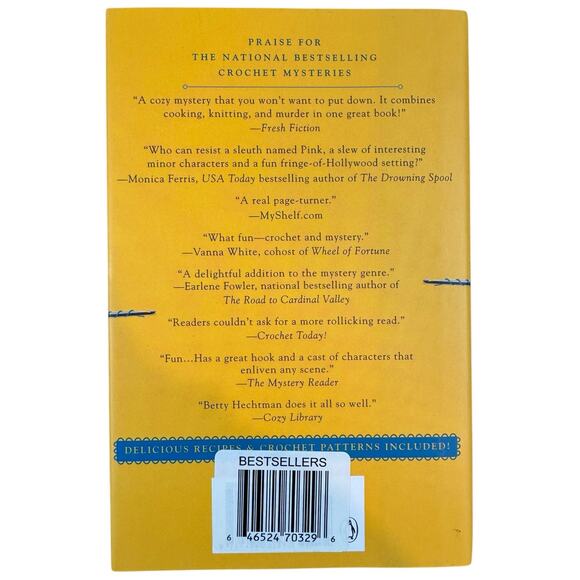 PRAISE FOR
THE NATIONAL BESTSELLING
CROCHET MYSTERIES
“A cozy mystery that you won’t want to put down. It combines
cooking, knitting, and murder in one great book!”
—Fresh Fiction
“Who can resist a sleuth named Pink, a slew of interesting
minor characters and a fun fringe-of-Hollywood setting?”
—Monica Ferris, USA Today bestselling author of The Drowning Spool
“A real page-turner.”
—MyShelf.com
“What fun—crochet and mystery.”
—Vanna White, cohost of Wheel of Fortune
“A delightful addition to the mystery genre.”
—Earlene Fowler, national bestselling author of
The Road to Cardinal Valley
“Readers couldn’t ask for a more rollicking read.”
—Crochet Today!
“Fun…Has a great hook and a cast of characters that
enliven any scene.”
—The Mystery Reader
“Betty Hechtman does it all so well.”
—Cozy Library
DELICIOUS RECIPES & CROCHET PATTERNS INCLUDED!
BESTSELLERS
6 46524 70329 6